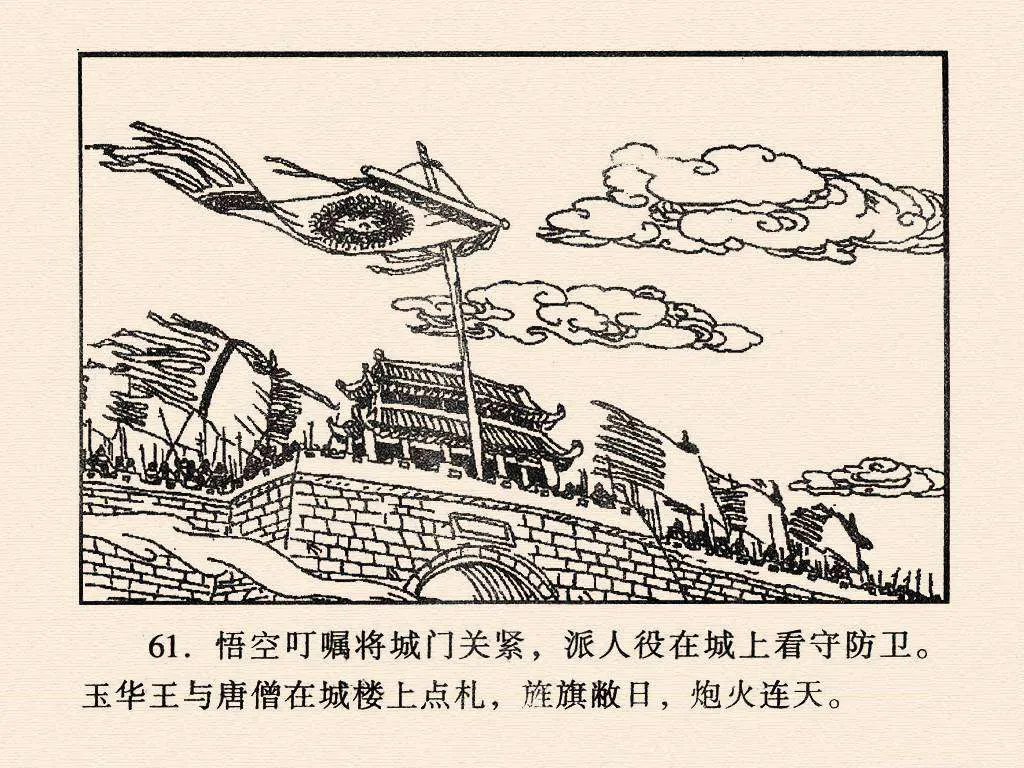 61. 悟空叮嘱将城门关紧，派人役在城上看守防卫。
玉华王与唐僧在城楼上点札，旌旗敝日，炮火连天。